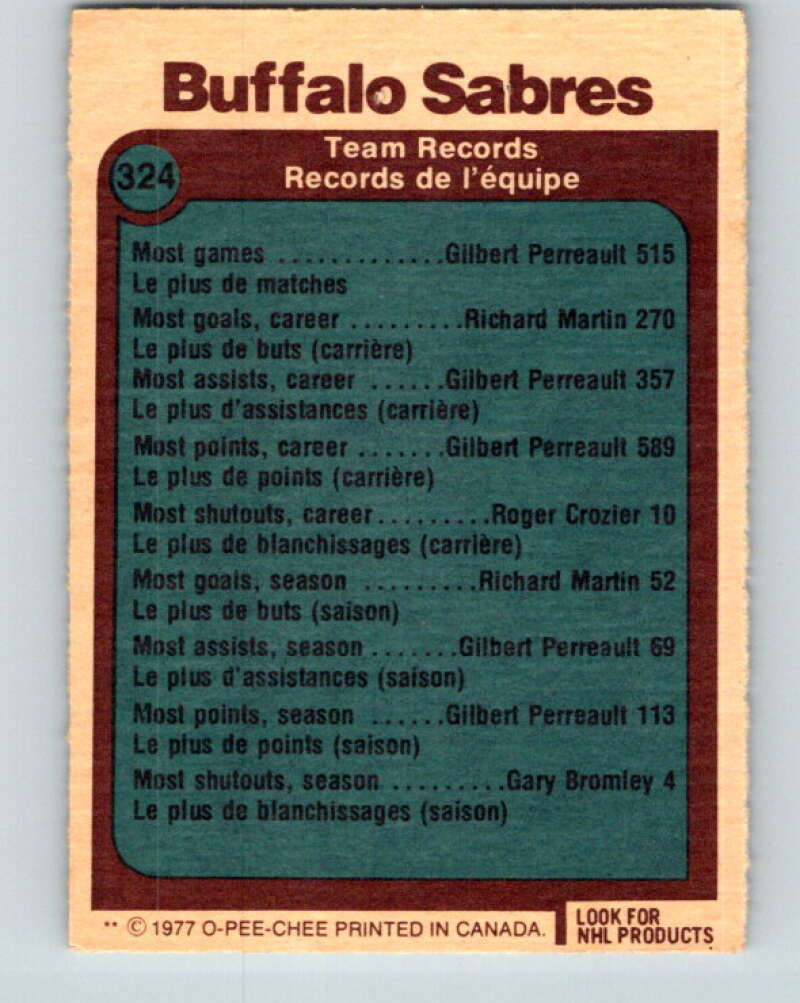 Buffalo Sabres
324
Team Records
Records de l'équipe
Most games .............Gilbert Perreault 515
Le plus de matches
Most goals, career .........Richard Martin 270
Le plus de buts (carrière)
Most assists, career ......Gilbert Perreault 357
Le plus d'assistances (carrière)
Most points, career .......Gilbert Perreault 589
Le plus de points (carrière)
Most shutouts, career.........Roger Crozier 10
Le plus de blanchissages (carrière)
Most goals, season .........Richard Martin 52
Le plus de buts (saison)
Most assists, season .......Gilbert Perreault 69
Le plus d'assistances (saison)
Most points, season ......Gilbert Perreault 113
Le plus de points (saison)
Most shutouts, season .........Gary Bromley 4
Le plus de blanchissages (saison)
** © 1977 O-PEE-CHEE PRINTED IN CANADA.
LOOK FOR
NHL PRODUCTS